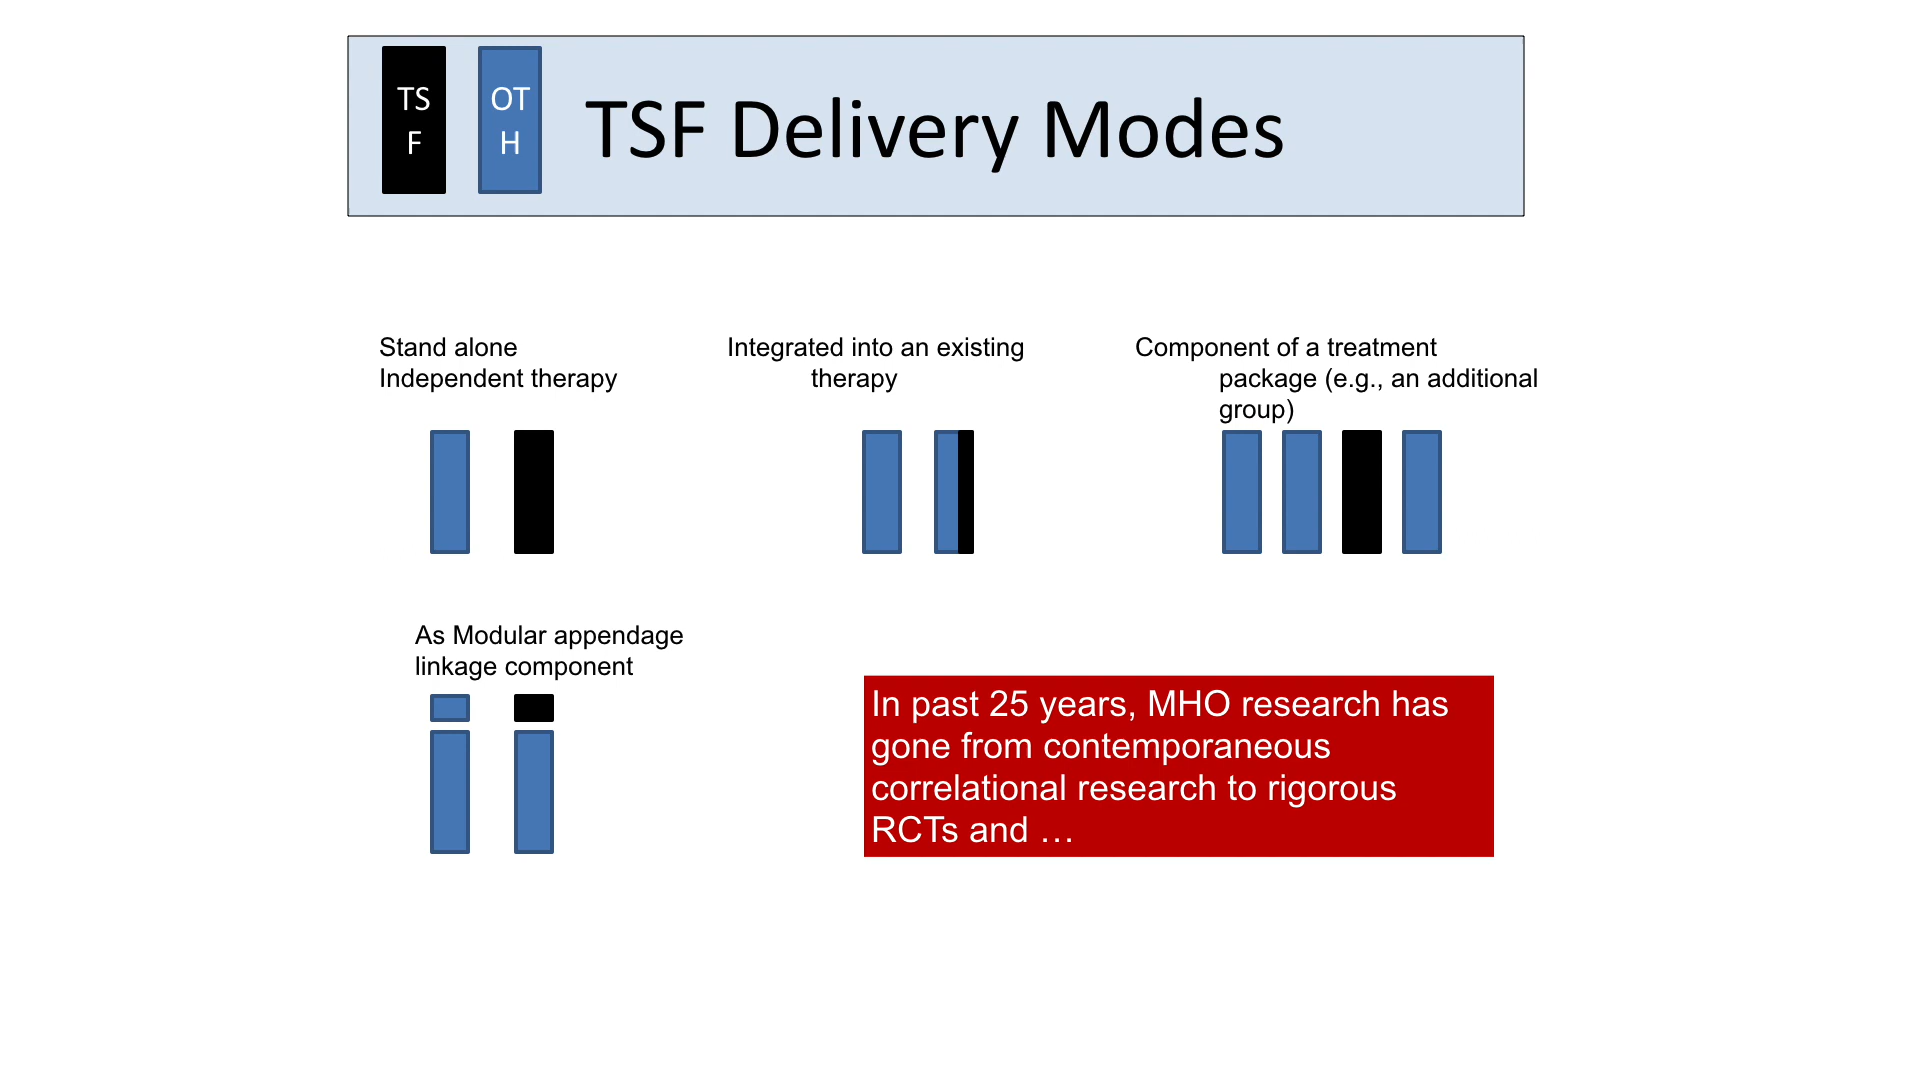 TS
F
OT
H
TSF Delivery Modes
Stand alone
Independent therapy
Integrated into an existing
therapy
Component of a treatment
package (e.g., an additional
group)
As Modular appendage
linkage component
In past 25 years, MHO research has
gone from contemporaneous
correlational research to rigorous
RCTs and …